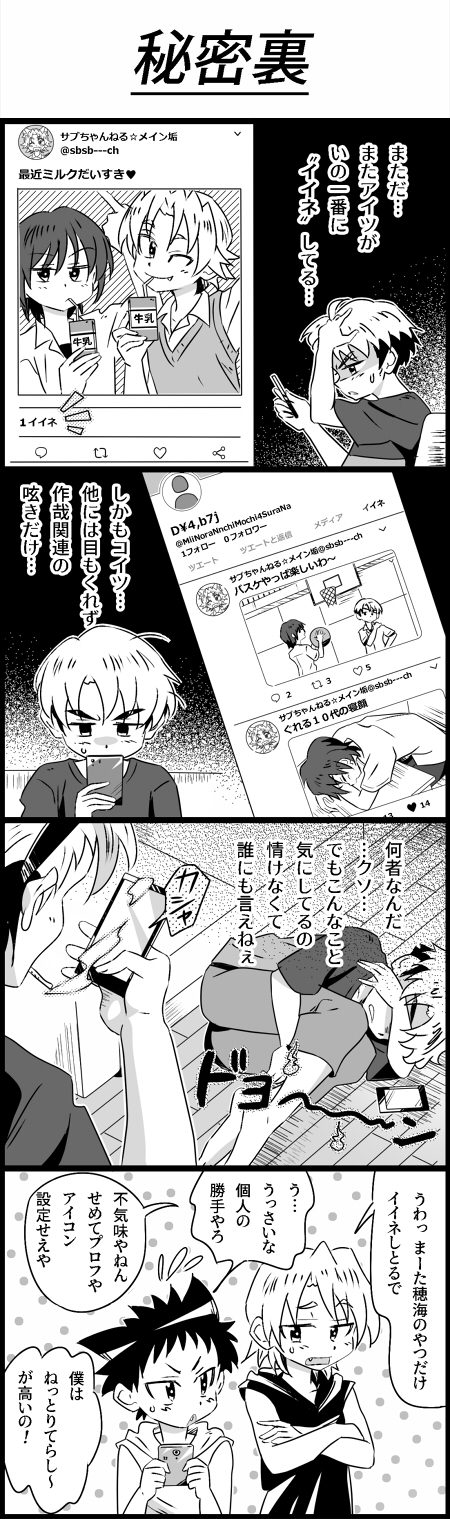 秘密裏
まただ…
またアイツが
いの一番に
〝イイネ〟してる…
サブちゃんねる☆メイン垢
@sbsb---ch
最近ミルクだいすき♥
牛乳
牛乳
1イイネ
D¥4,b7j
@MiiNoraNnchiMochi4SuraNa
1フォロー 0フォロワー
ツエート
ツエートと返信
メディア
イイネ
サブちゃんねる☆メイン垢@sbsb---ch
バスケやっぱ楽しいわ〜
2
3
5
サブちゃんねる☆メイン垢@sbsb---ch
ぐれる10代の寝顔
13
14
しかもコイツ…
他には目もくれず
作哉関連の
呟きだけ…
何者なんだ
…クソ…
でもこんなこと
気にしてるの
情けなくて
誰にも言えねぇ
カシャ
ドヨ〜〜ン
うわっ まーた穂海のやつだけ
イイネしとるで
う…
うっさいな
個人の
勝手やろ
不気味やねん
せめてプロフや
アイコン
設定せえや
僕は
ねっとりてらし〜
が高いの!